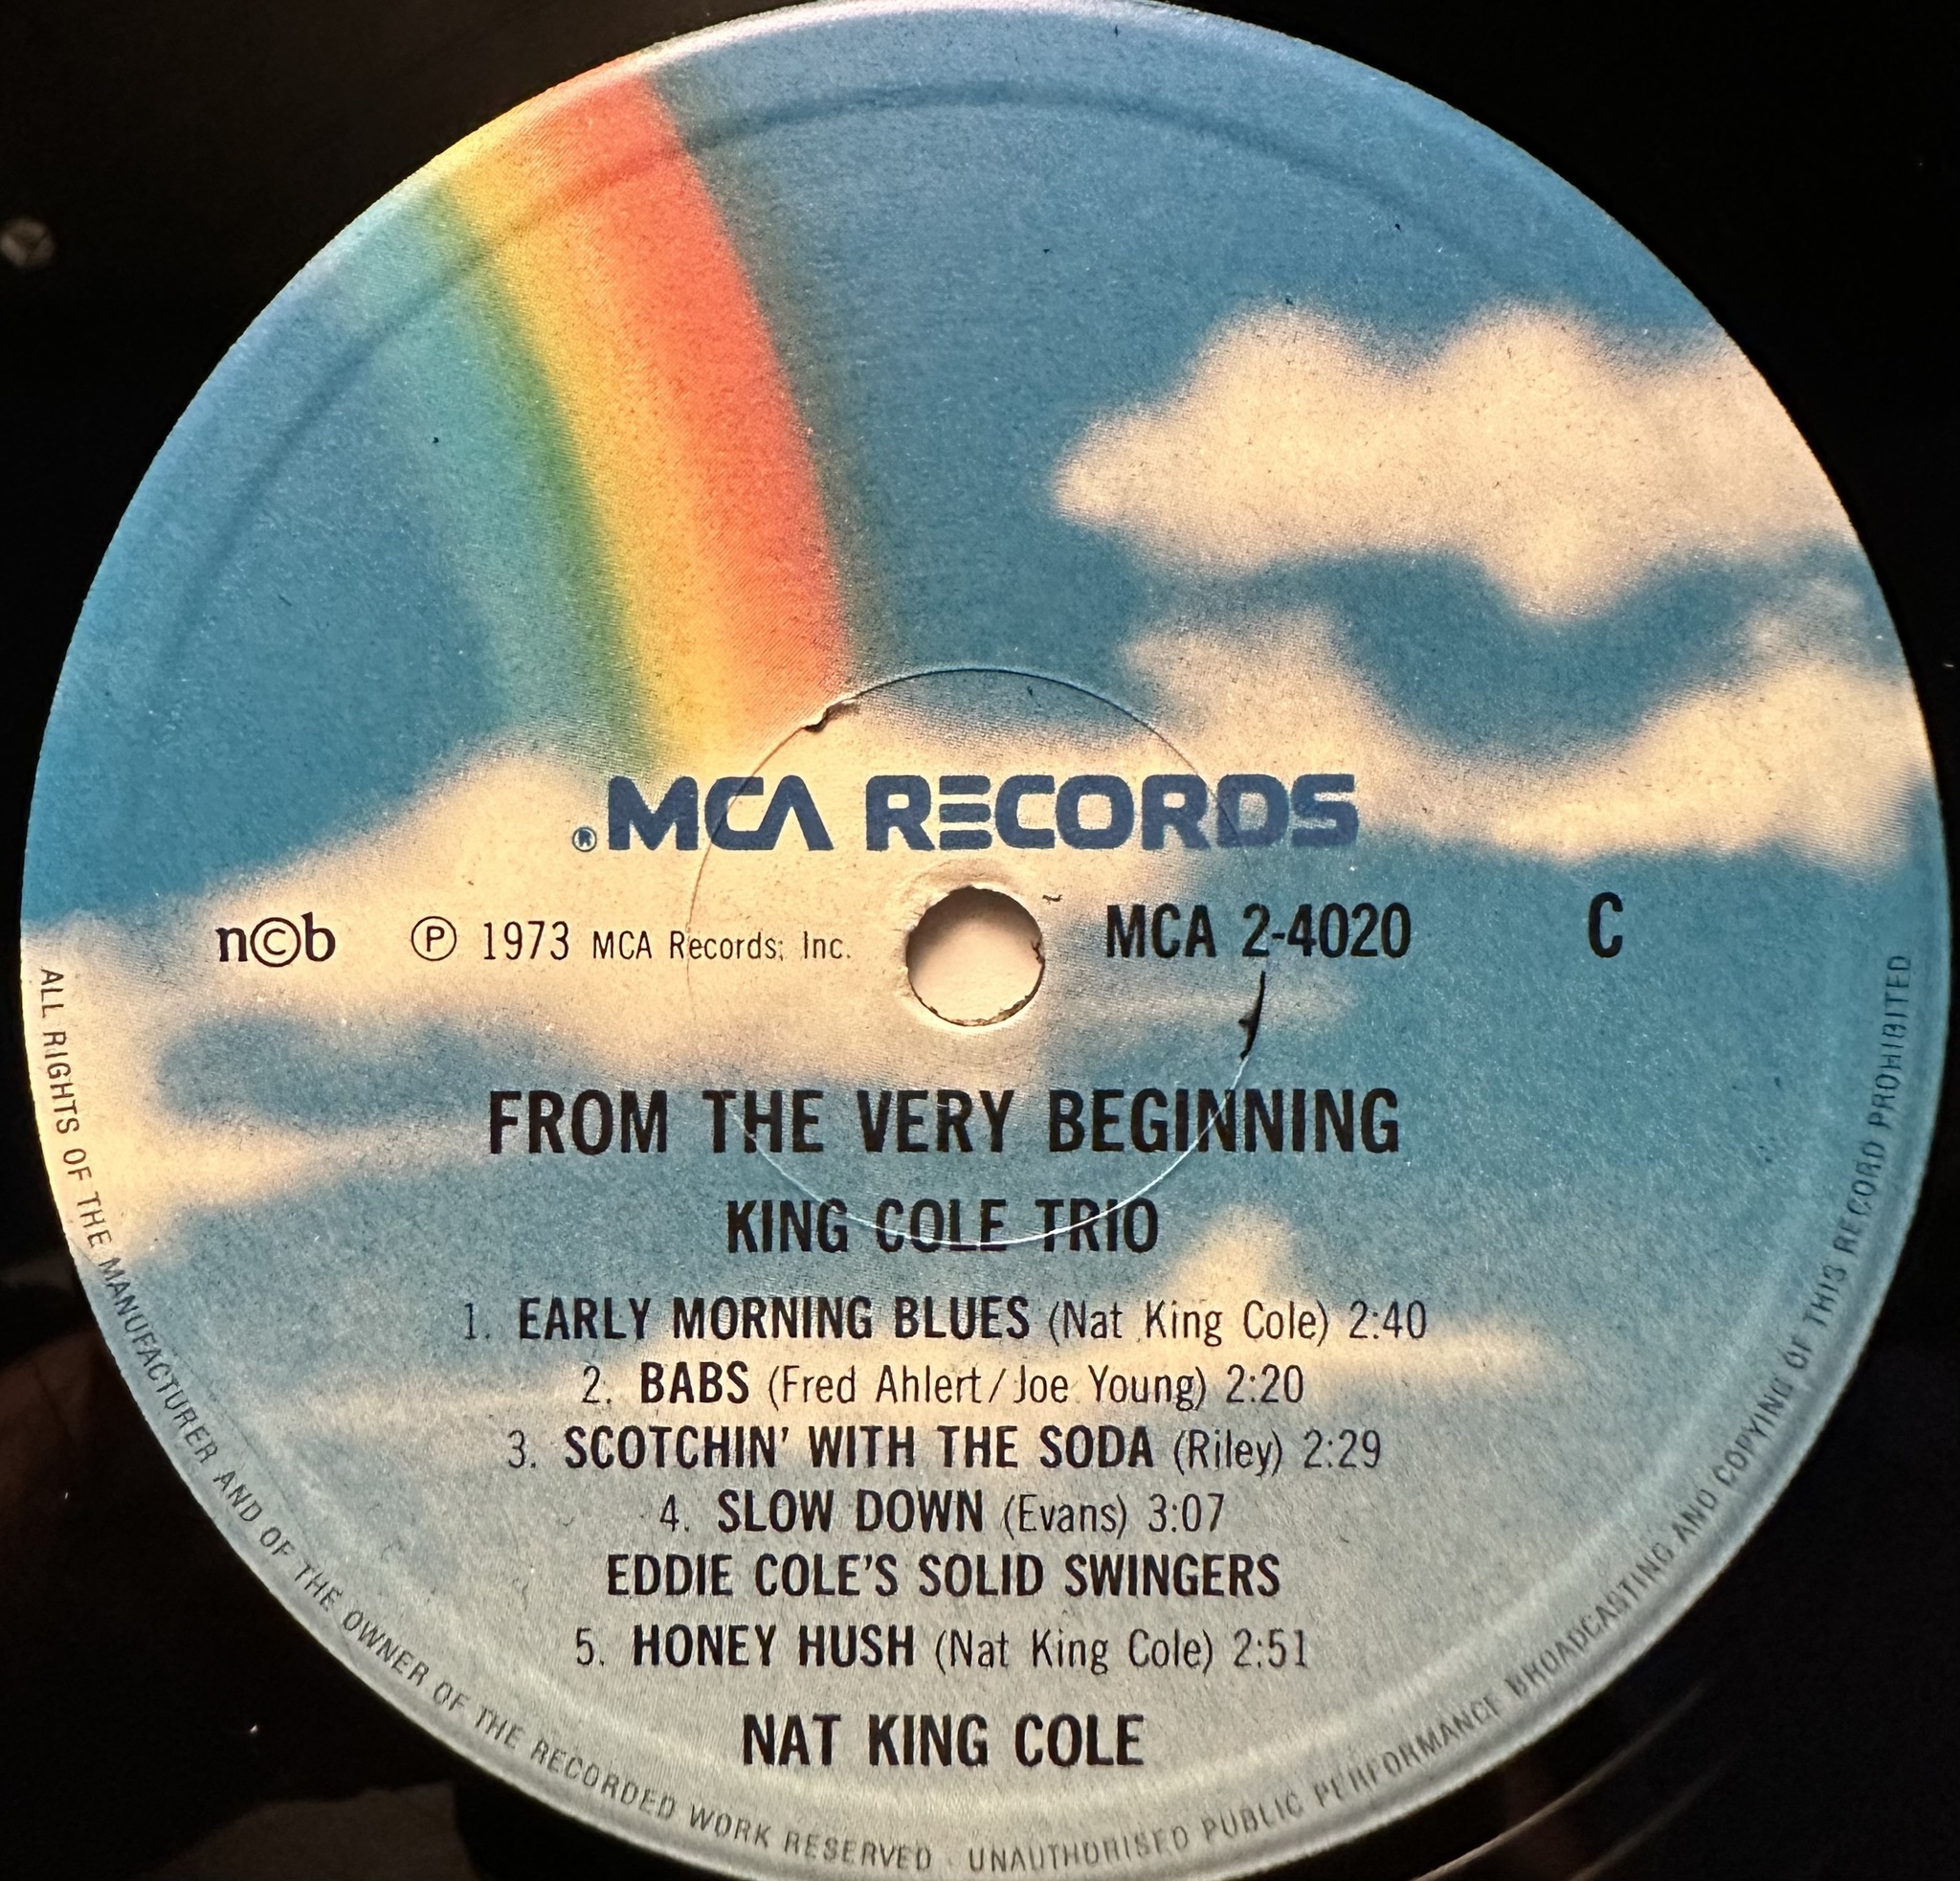 ®MCA RECORDS
n©b ℗ 1973 MCA Records, Inc. MCA 2-4020 C
FROM THE VERY BEGINNING
KING COLE TRIO
1. EARLY MORNING BLUES (Nat King Cole) 2:40
2. BABS (Fred Ahlert/Joe Young) 2:20
3. SCOTCHIN' WITH THE SODA (Riley) 2:29
4. SLOW DOWN (Evans) 3:07
EDDIE COLE'S SOLID SWINGERS
5. HONEY HUSH (Nat King Cole) 2:51
NAT KING COLE
ALL RIGHTS OF THE MANUFACTURER AND OF THE OWNER OF THE RECORDED WORK RESERVED · UNAUTHORISED PUBLIC PERFORMANCE BROADCASTING AND COPYING OF THIS RECORD PROHIBITED